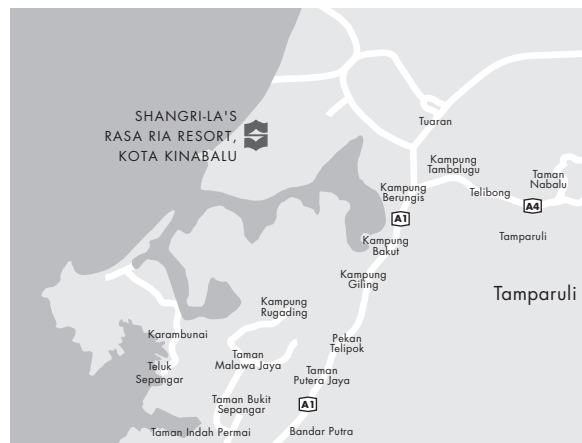 SHANGRI-LA'S
RASA RIA RESORT,
KOTA KINABALU
Tuaran
Kampung
Tambalugu
Taman
Nabalu
Kampung
Berungis
Telibong
A4
A1
Tamparuli
Kampung
Bakut
Kampung
Giling
Tamparuli
Kampung
Rugading
Karambunai
Pekan
Telipok
Taman
Malawa Jaya
Teluk
Sepangar
Taman
Putera Jaya
Taman Bukit
Sepangar
A1
Taman Indah Permai
Bandar Putra